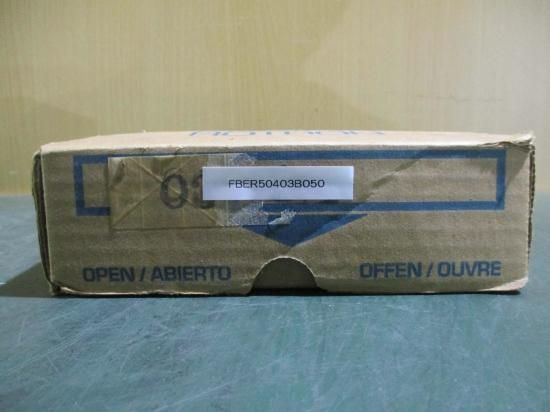 FBER50403B050
OPEN / ABIERTO
OFFEN / OUVRE